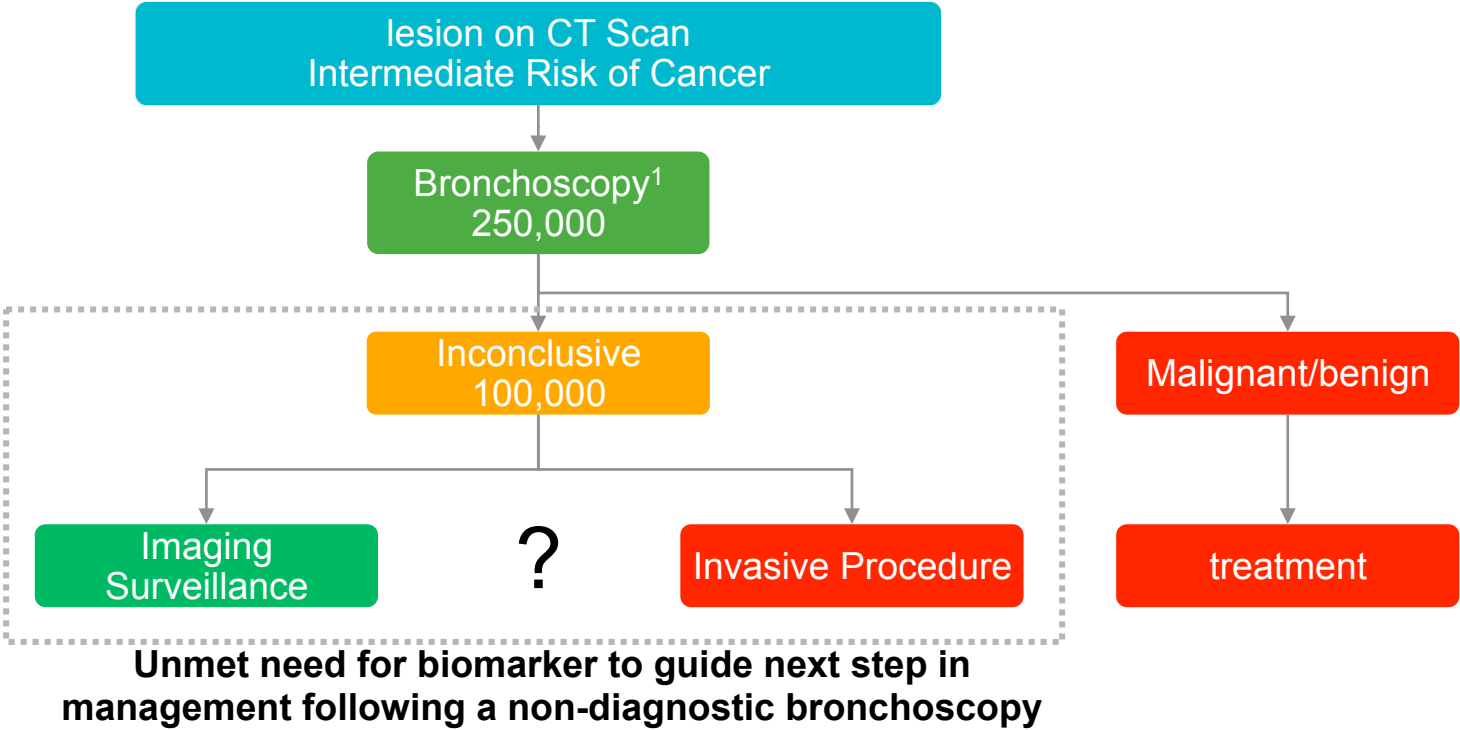 lesion on CT Scan
Intermediate Risk of Cancer
Bronchoscopy¹
250,000
Inconclusive
100,000
Malignant/benign
Imaging
Surveillance
?
Invasive Procedure
treatment
Unmet need for biomarker to guide next step in
management following a non-diagnostic bronchoscopy